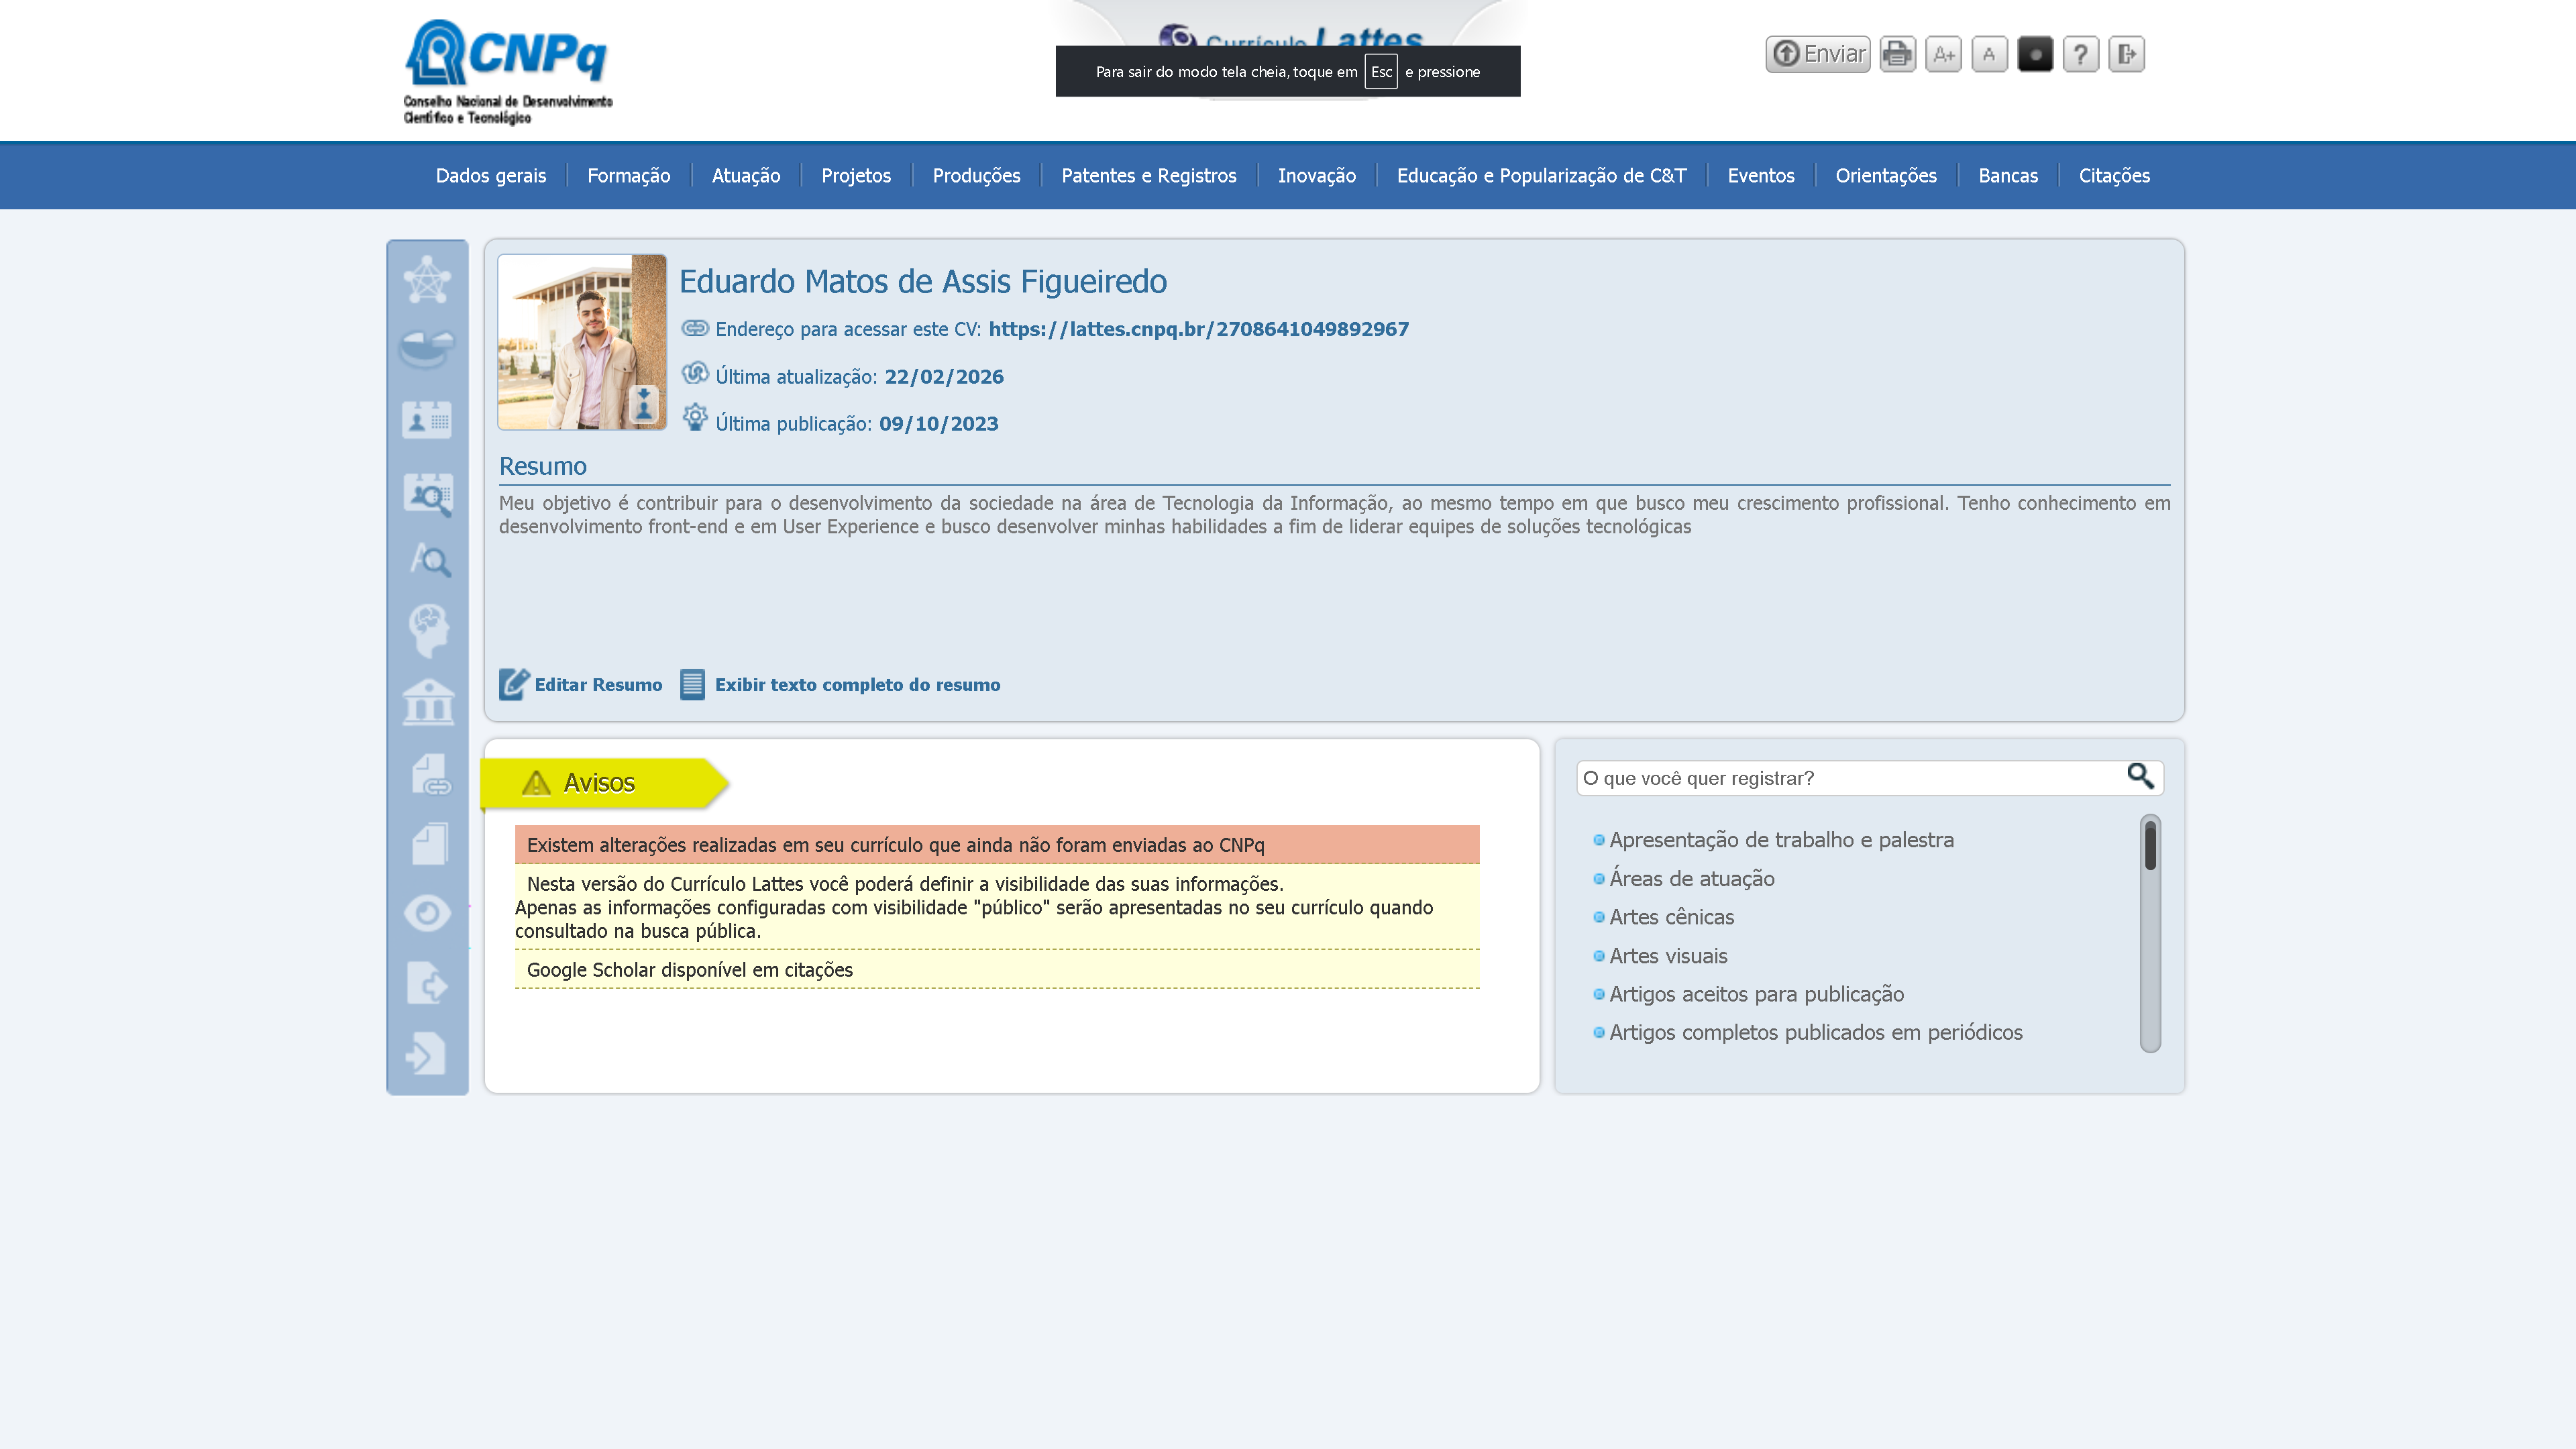 CNPq
Conselho Nacional de Desenvolvimento
Científico e Tecnológico
Currículo Lattes
Para sair do modo tela cheia, toque em Esc e pressione
Enviar A+ A ?
Dados gerais Formação Atuação Projetos Produções Patentes e Registros Inovação Educação e Popularização de C&T Eventos Orientações Bancas Citações
Eduardo Matos de Assis Figueiredo
Endereço para acessar este CV: https://lattes.cnpq.br/2708641049892967
Última atualização: 22/02/2026
Última publicação: 09/10/2023
Resumo
Meu objetivo é contribuir para o desenvolvimento da sociedade na área de Tecnologia da Informação, ao mesmo tempo em que busco meu crescimento profissional. Tenho conhecimento em
desenvolvimento front-end e em User Experience e busco desenvolver minhas habilidades a fim de liderar equipes de soluções tecnológicas
Editar Resumo Exibir texto completo do resumo
Avisos
Existem alterações realizadas em seu currículo que ainda não foram enviadas ao CNPq
Nesta versão do Currículo Lattes você poderá definir a visibilidade das suas informações.
Apenas as informações configuradas com visibilidade "público" serão apresentadas no seu currículo quando
consultado na busca pública.
Google Scholar disponível em citações
O que você quer registrar?
Apresentação de trabalho e palestra
Áreas de atuação
Artes cênicas
Artes visuais
Artigos aceitos para publicação
Artigos completos publicados em periódicos